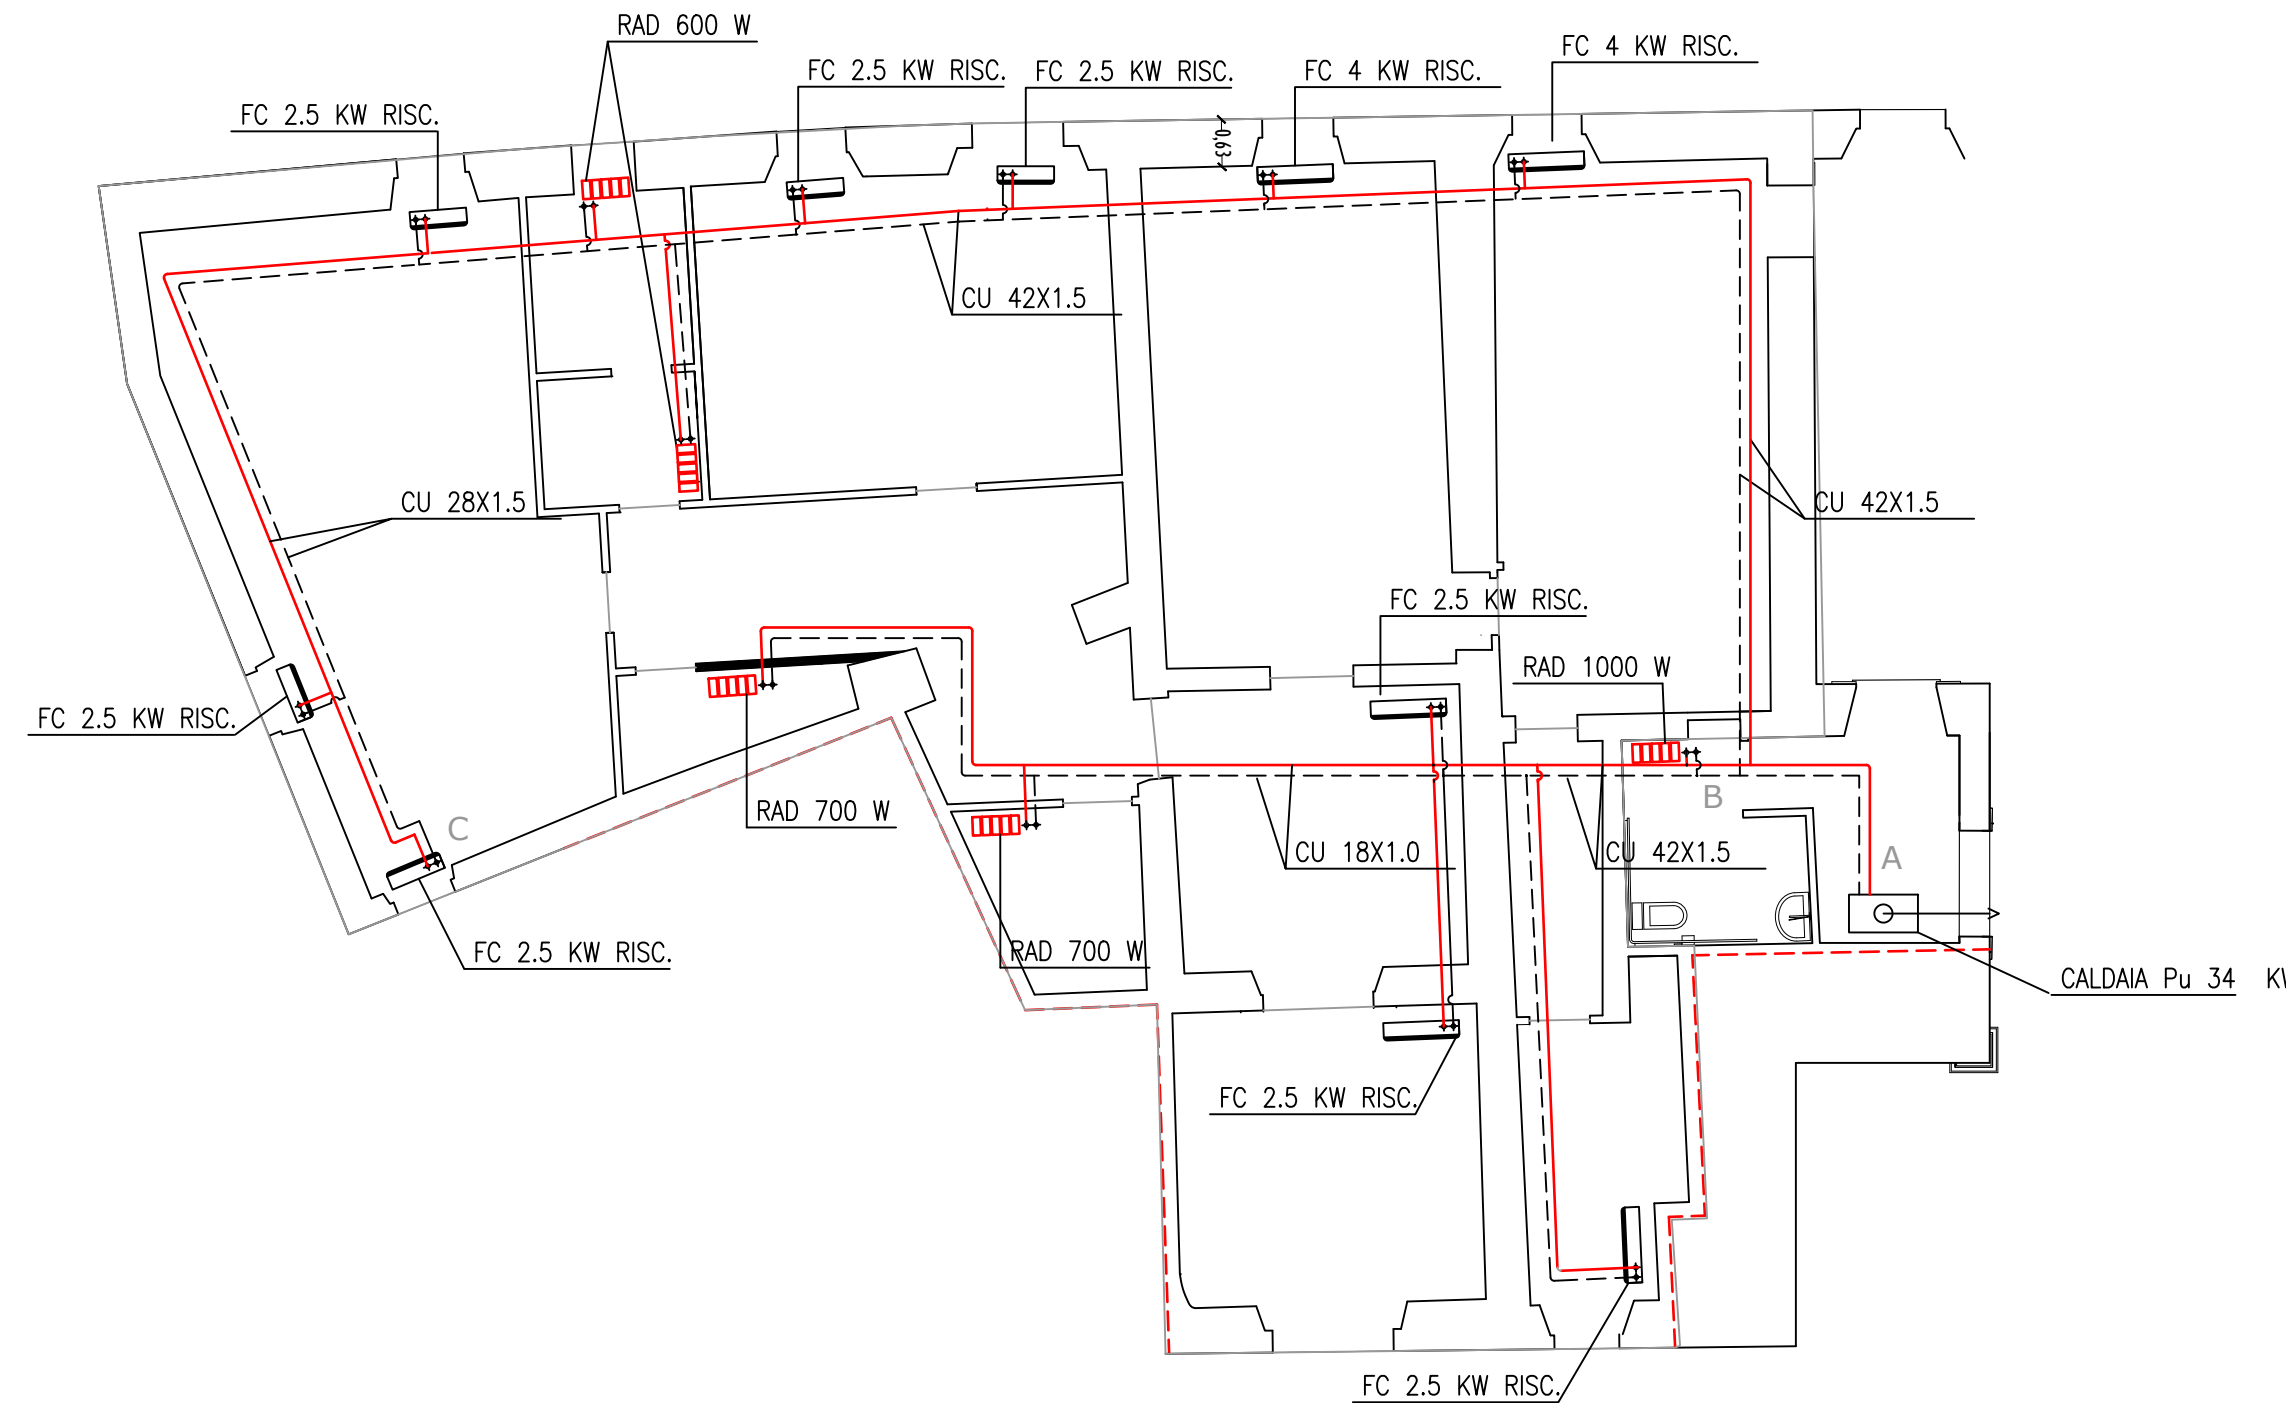 RAD 600 W
FC 4 KW RISC.
FC 2.5 KW RISC.
FC 2.5 KW RISC.
FC 4 KW RISC.
FC 2.5 KW RISC.
0,63
CU 42X1.5
CU 28X1.5
CU 42X1.5
FC 2.5 KW RISC.
RAD 1000 W
FC 2.5 KW RISC.
B
RAD 700 W
C
CU 18X1.0
CU 42X1.5
A
FC 2.5 KW RISC.
RAD 700 W
CALDAIA Pu 34 KW
FC 2.5 KW RISC.
FC 2.5 KW RISC.